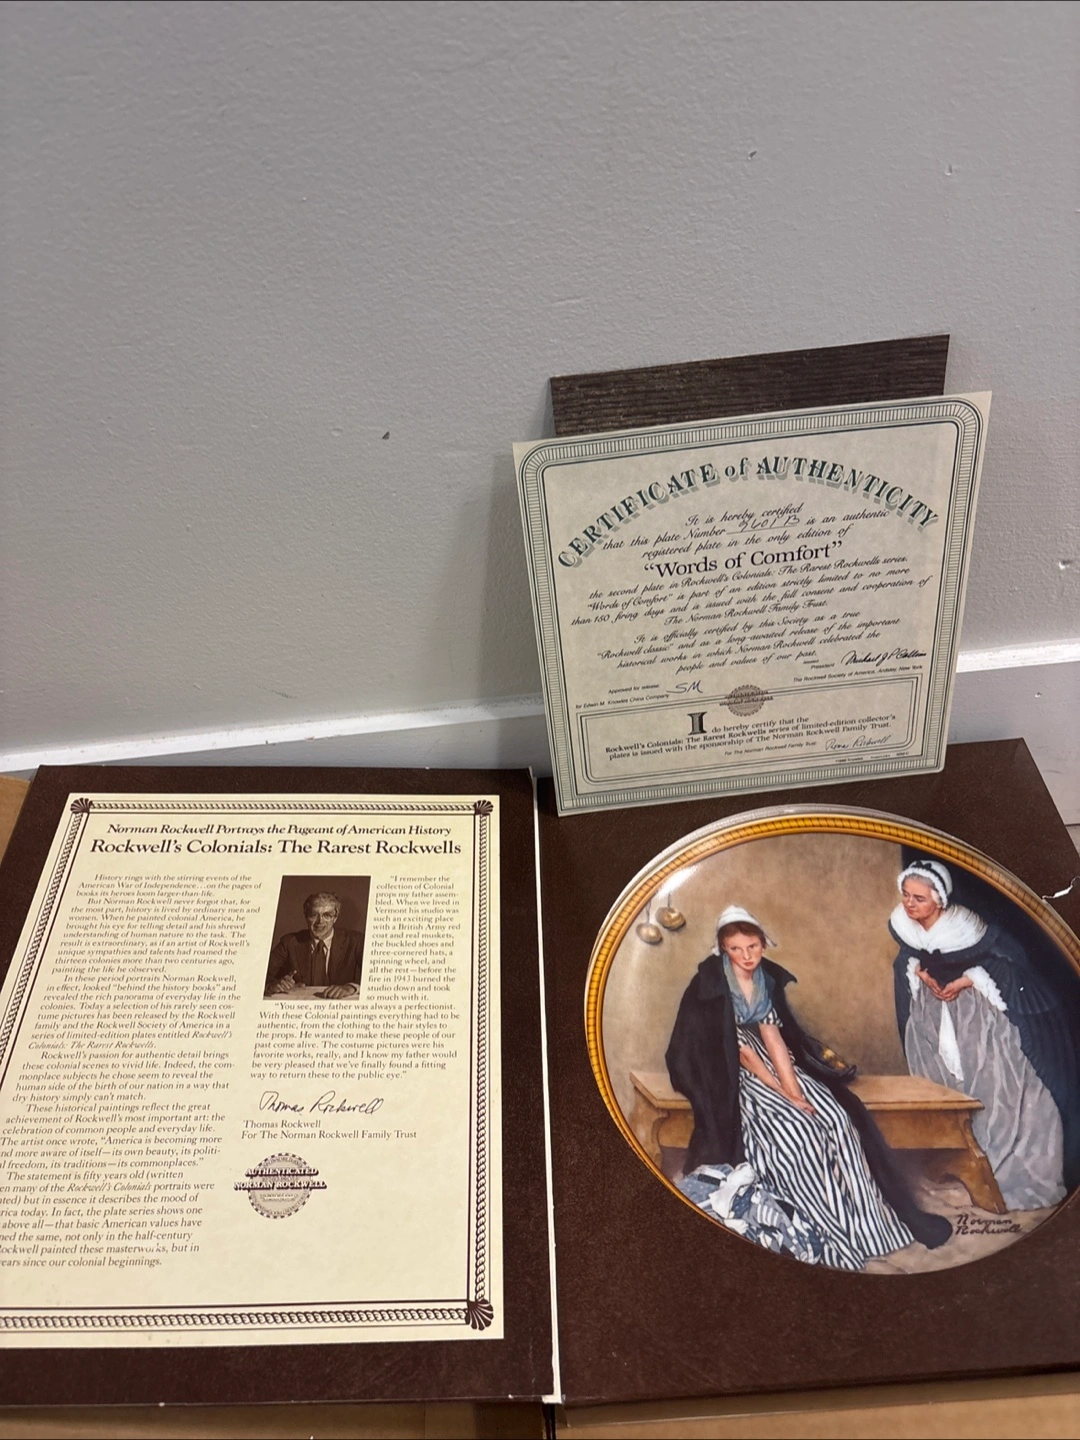 CERTIFICATE of AUTHENTICITY
It is hereby certified
that this plate Number 9601 B is an authentic
registered plate in the only edition of
"Words of Comfort"
the second plate in Rockwell's Colonials: The Rarest Rockwells series.
"Words of Comfort" is part of an edition strictly limited to no more
than 150 firing days and is issued with the full consent and cooperation of
The Norman Rockwell Family Trust.
It is officially certified by this Society as a true
"Rockwell classic" and as a long-awaited release of the important
historical works in which Norman Rockwell celebrated the
people and values of our past.
Approved for release: SM
for Edwin M. Knowles China Company
President
The Rockwell Society of America, Ardsley, New York
I do hereby certify that the
Rockwell's Colonials: The Rarest Rockwells series of limited-edition collector's
plates is issued with the sponsorship of The Norman Rockwell Family Trust.
For The Norman Rockwell Family Trust Thomas Rockwell
Norman Rockwell Portrays the Pageant of American History
Rockwell's Colonials: The Rarest Rockwells
History rings with the stirring events of the
American War of Independence...on the pages of
books its heroes loom larger-than-life.
But Norman Rockwell never forgot that, for
the most part, history is lived by ordinary men and
women. When he painted colonial America, he
brought his eye for telling detail and his shrewd
understanding of human nature to the task. The
result is extraordinary, as if an artist of Rockwell's
unique sympathies and talents had roamed the
thirteen colonies more than two centuries ago,
painting the life he observed.
In these period portraits Norman Rockwell,
in effect, looked "behind the history books" and
revealed the rich panorama of everyday life in the
colonies. Today a selection of his rarely seen cos-
tume pictures has been released by the Rockwell
family and the Rockwell Society of America in a
series of limited-edition plates entitled Rockwell's
Colonials: The Rarest Rockwells.
Rockwell's passion for authentic detail brings
these colonial scenes to vivid life. Indeed, the com-
monplace subjects he chose seem to reveal the
human side of the birth of our nation in a way that
dry history simply can't match.
These historical paintings reflect the great
achievement of Rockwell's most important art: the
celebration of common people and everyday life.
The artist once wrote, "America is becoming more
nd more aware of itself—its own beauty, its politi-
l freedom, its traditions—its commonplaces."
The statement is fifty years old (written
en many of the Rockwell's Colonials portraits were
ted) but in essence it describes the mood of
rica today. In fact, the plate series shows one
above all—that basic American values have
ned the same, not only in the half-century
ockwell painted these masterworks, but in
ears since our colonial beginnings.
"I remember the
collection of Colonial
props my father assem-
bled. When we lived in
Vermont his studio was
such an exciting place
with a British Army red
coat and real muskets,
the buckled shoes and
three-cornered hats, a
spinning wheel, and
all the rest—before the
fire in 1943 burned the
studio down and took
so much with it.
"You see, my father was always a perfectionist.
With these Colonial paintings everything had to be
authentic, from the clothing to the hair styles to
the props. He wanted to make these people of our
past come alive. The costume pictures were his
favorite works, really, and I know my father would
be very pleased that we've finally found a fitting
way to return these to the public eye."
Thomas Rockwell
Thomas Rockwell
For The Norman Rockwell Family Trust
AUTHENTICATED
NORMAN ROCKWELL
Norman
Rockwell